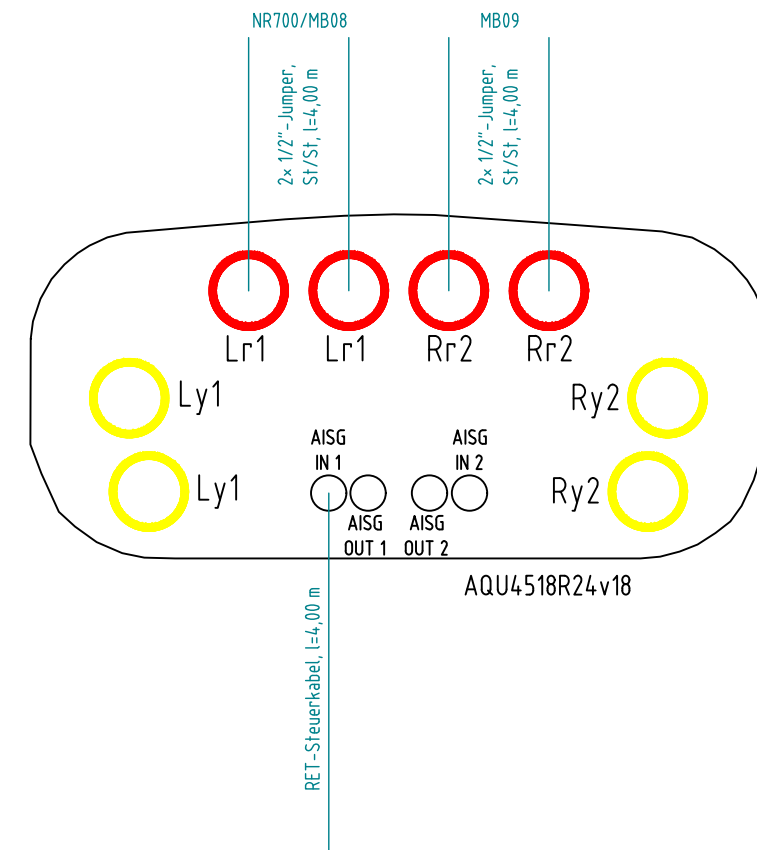 NR700/MB08
MB09
2x 1/2"-Jumper,
St/St, l=4,00 m
2x 1/2"-Jumper,
St/St, l=4,00 m
Lr1
Lr1
Rr2
Rr2
Ly1
Ry2
Ly1
Ry2
AISG
IN 1
AISG
IN 2
AISG
OUT 1
AISG
OUT 2
AQU4518R24v18
RET-Steuerkabel, l=4,00 m